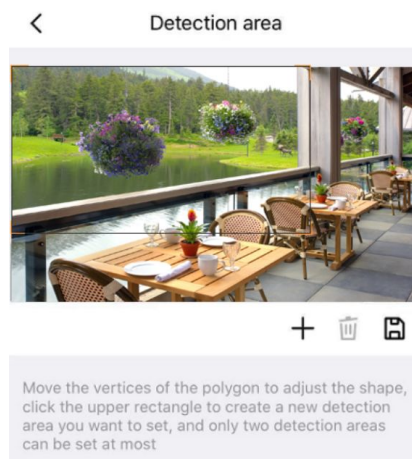 Detection area
Move the vertices of the polygon to adjust the shape,
click the upper rectangle to create a new detection
area you want to set, and only two detection areas
can be set at most